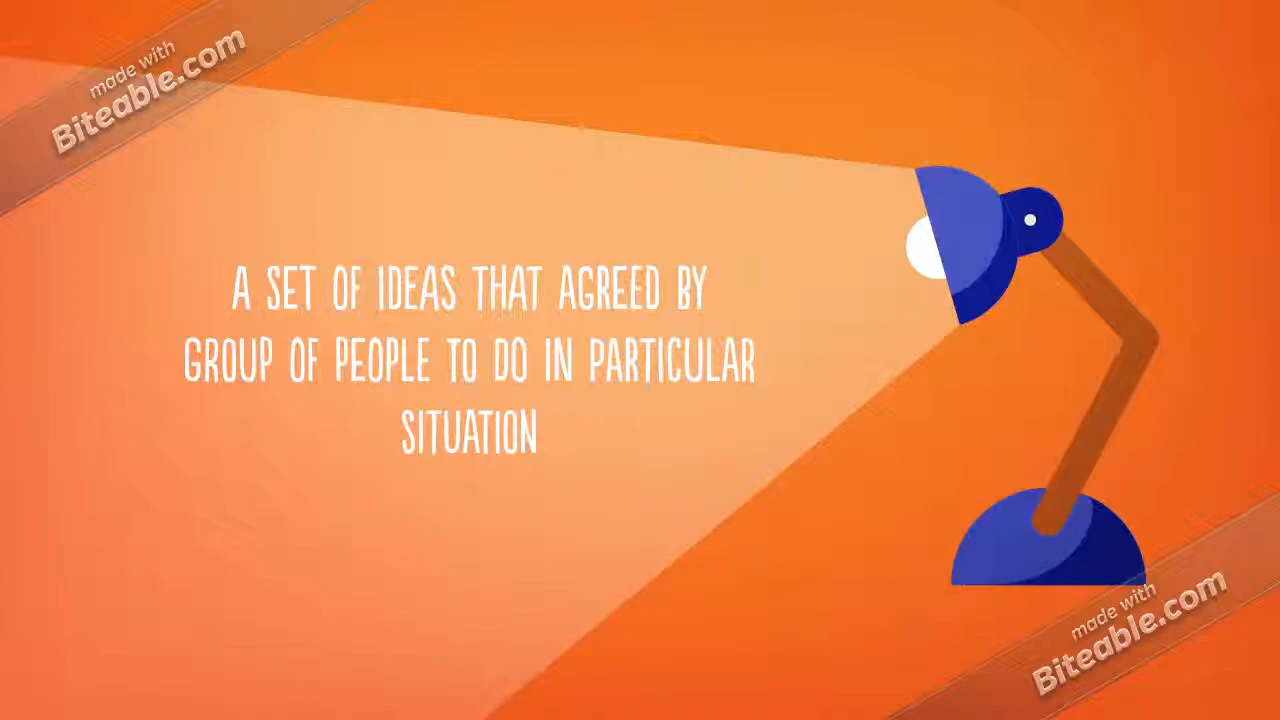 made with
Biteable.com
A SET OF IDEAS THAT AGREED BY
GROUP OF PEOPLE TO DO IN PARTICULAR
SITUATION
made with
Biteable.com